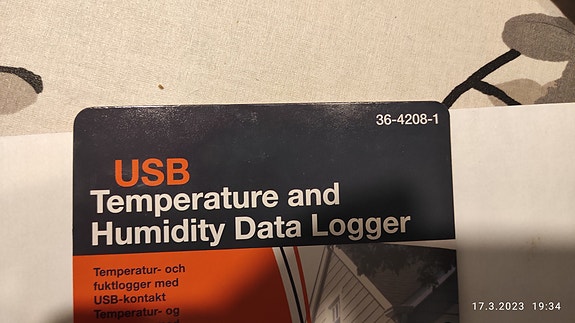 36-4208-1
USB
Temperature and
Humidity Data Logger
Temperatur- och
fuktlogger med
USB-kontakt
Temperatur- og
17.3.2023 19:34